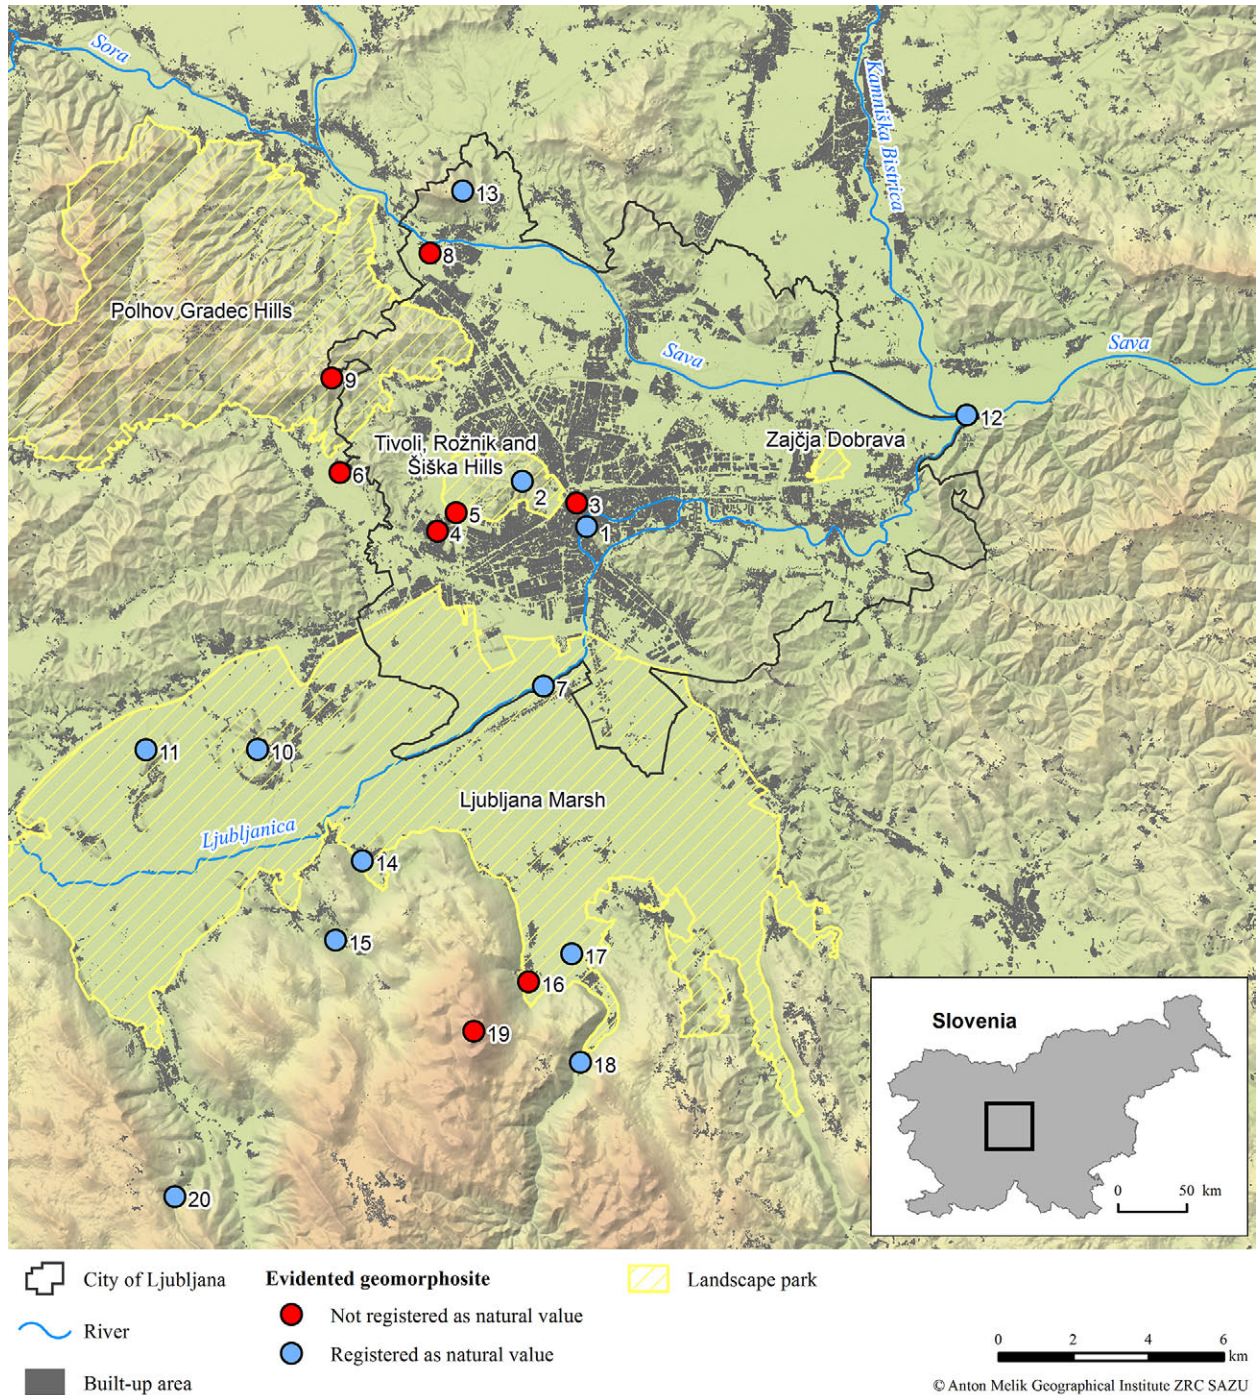 Sora
Kamniška Bistrica
13
8
Polhov Gradec Hills
Sava
Sava
9
12
Tivoli, Rožnik and
Šiška Hills
Zajčja Dobrava
6
2
3
5
1
4
7
11
10
Ljubljana Marsh
Ljubljanica
14
15
17
16
19
18
20
Slovenia
0 50 km
City of Ljubljana
River
Built-up area
Evidented geomorphosite
Not registered as natural value
Registered as natural value
Landscape park
0 2 4 6
km
© Anton Melik Geographical Institute ZRC SAZU